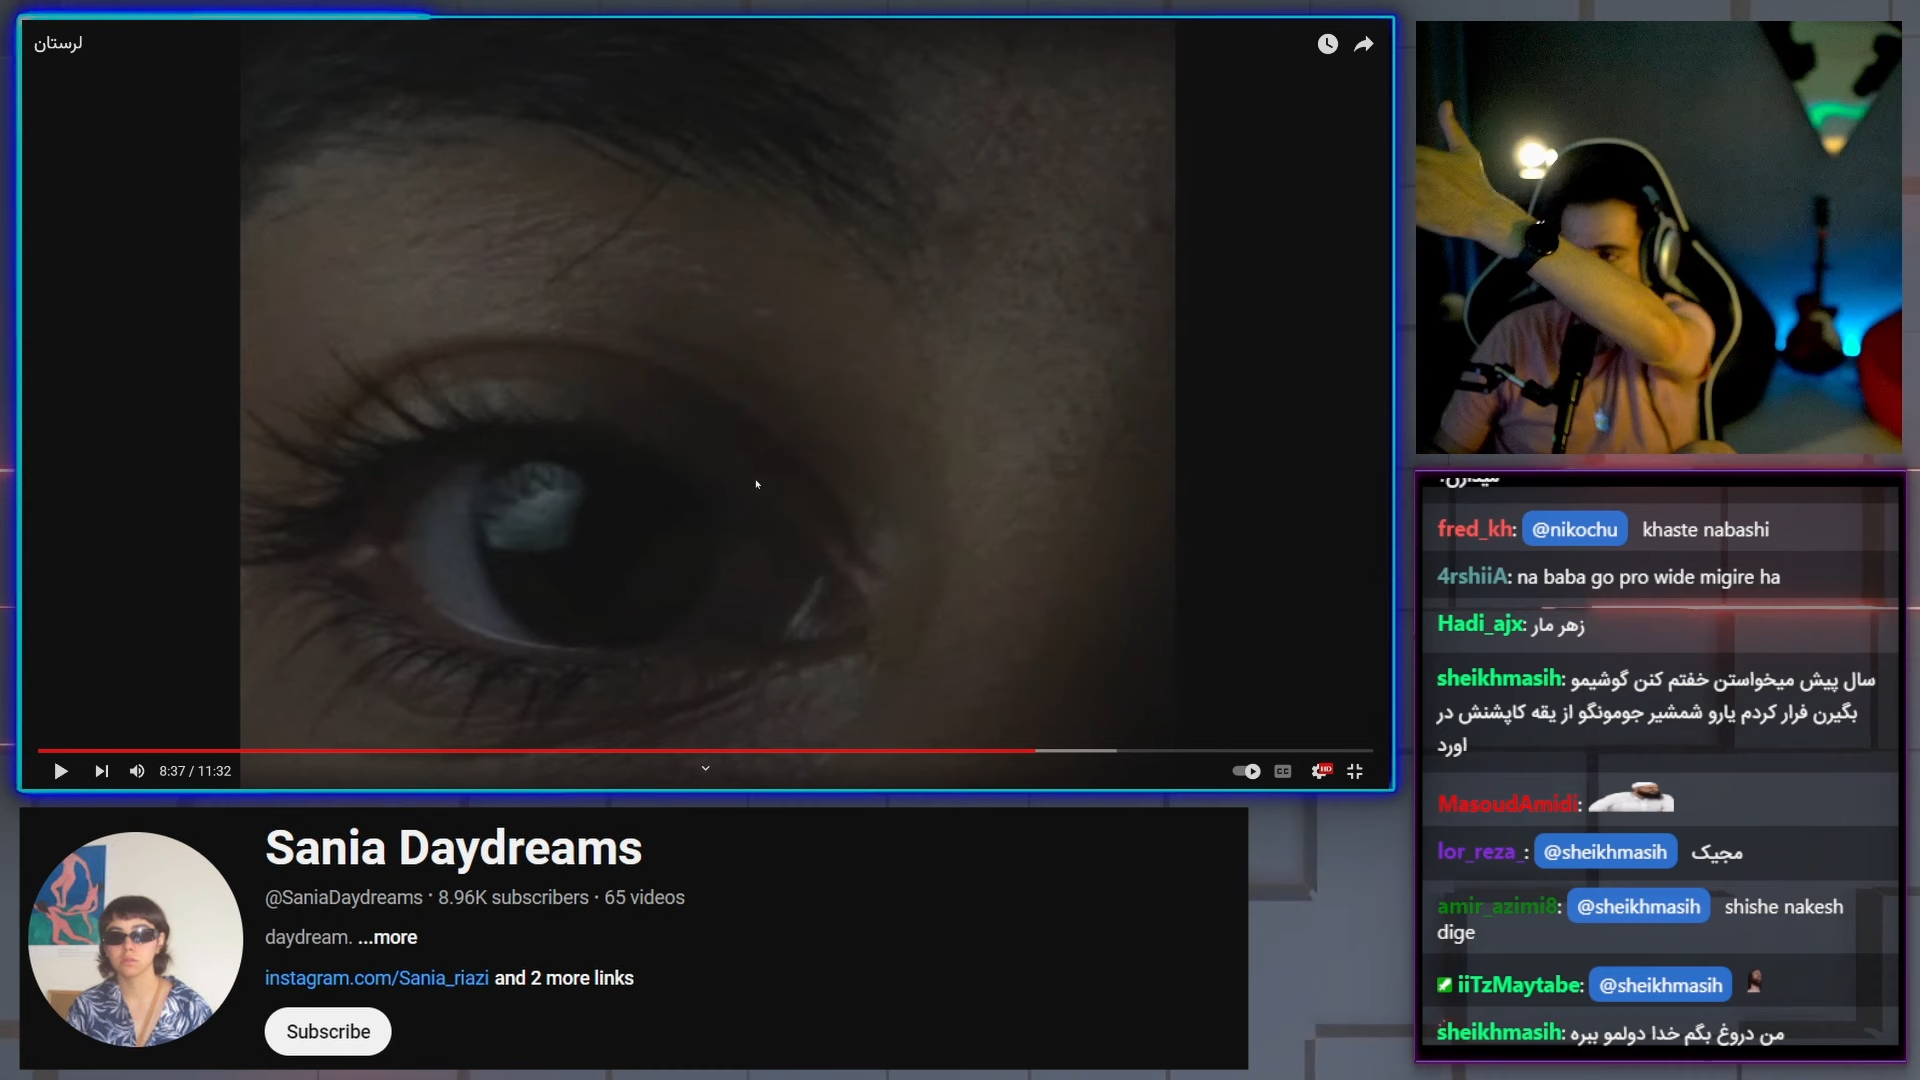 لرستان
8:37 / 11:32
HD
CC
Sania Daydreams
@SaniaDaydreams · 8.96K subscribers · 65 videos
daydream. ...more
instagram.com/Sania_riazi and 2 more links
Subscribe
میدارن.
fred_kh: @nikochu khaste nabashi
4rshiiA: na baba go pro wide migire ha
Hadi_ajx: زهر مار
sheikhmasih: سال پیش میخواستن خفتم کنن گوشیمو
بگیرن فرار کردم یارو شمشیر جومونگو از یقه کاپشنش در
اورد
MasoudAmidi:
lor_reza_: @sheikhmasih مجیک
amir_azimi8: @sheikhmasih shishe nakesh
dige
iiTzMaytabe: @sheikhmasih
sheikhmasih: من دروغ بگم خدا دولمو ببره